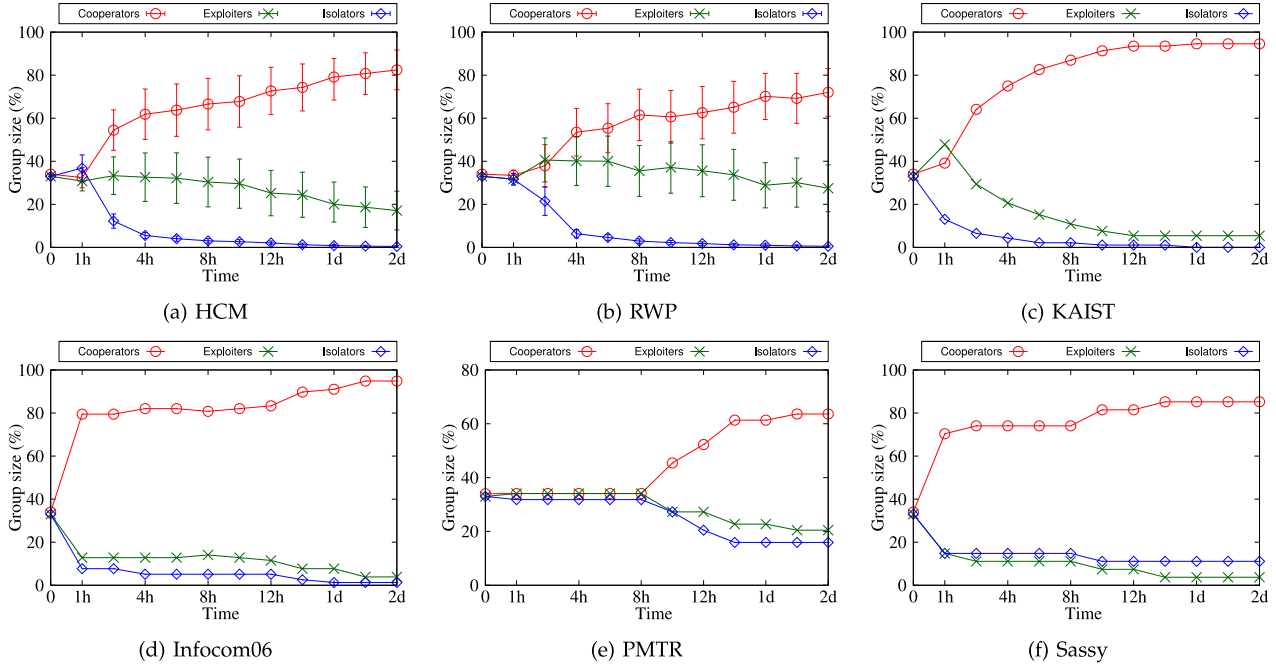 Cooperators Exploiters Isolators
100
80
60
40
20
0
Group size (%)
0 1h 4h 8h 12h 1d 2d
Time
(a) HCM
Cooperators Exploiters Isolators
100
80
60
40
20
0
Group size (%)
0 1h 4h 8h 12h 1d 2d
Time
(b) RWP
Cooperators Exploiters Isolators
100
80
60
40
20
0
Group size (%)
0 1h 4h 8h 12h 1d 2d
Time
(c) KAIST
Cooperators Exploiters Isolators
100
80
60
40
20
0
Group size (%)
0 1h 4h 8h 12h 1d 2d
Time
(d) Infocom06
Cooperators Exploiters Isolators
80
60
40
20
0
Group size (%)
0 1h 4h 8h 12h 1d 2d
Time
(e) PMTR
Cooperators Exploiters Isolators
100
80
60
40
20
0
Group size (%)
0 1h 4h 8h 12h 1d 2d
Time
(f) Sassy